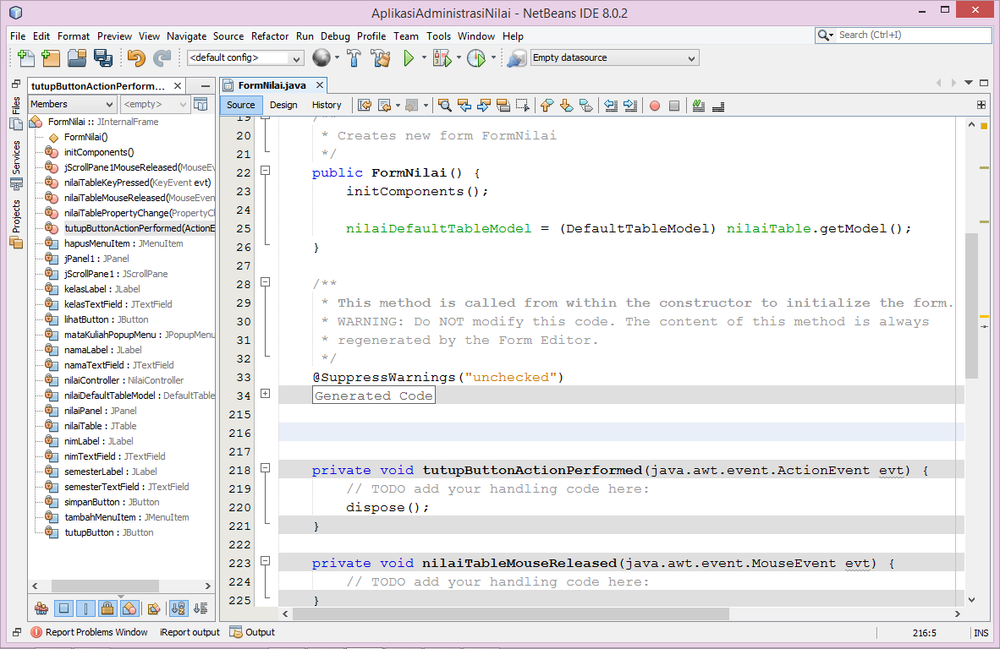 AplikasiAdministrasiNilai - NetBeans IDE 8.0.2
File Edit Format Preview View Navigate Source Refactor Run Debug Profile Team Tools Window Help
Search (Ctrl+I)
<default config>
Empty datasource
Files
Services
Projects
tutupButtonActionPerform...
Members
<empty>
FormNilai :: JInternalFrame
FormNilai()
initComponents()
jScrollPane1MouseReleased(MouseEv
nilaiTableKeyPressed(KeyEvent evt)
nilaiTableMouseReleased(MouseEven
nilaiTablePropertyChange(PropertyCl
tutupButtonActionPerformed(ActionE
hapusMenuItem : JMenuItem
jPanel1 : JPanel
jScrollPane1 : JScrollPane
kelasLabel : JLabel
kelasTextField : JTextField
lihatButton : JButton
mataKuliahPopupMenu : JPopupMenu
namaLabel : JLabel
namaTextField : JTextField
nilaiController : NilaiController
nilaiDefaultTableModel : DefaultTable
nilaiPanel : JPanel
nilaiTable : JTable
nimLabel : JLabel
nimTextField : JTextField
semesterLabel : JLabel
semesterTextField : JTextField
simpanButton : JButton
tambahMenuItem : JMenuItem
tutupButton : JButton
FormNilai.java
Source Design History
19 /**
20 * Creates new form FormNilai
21 */
22 public FormNilai() {
23 initComponents();
24
25 nilaiDefaultTableModel = (DefaultTableModel) nilaiTable.getModel();
26 }
27
28 /**
29 * This method is called from within the constructor to initialize the form.
30 * WARNING: Do NOT modify this code. The content of this method is always
31 * regenerated by the Form Editor.
32 */
33 @SuppressWarnings("unchecked")
34 Generated Code
215
216
217
218 private void tutupButtonActionPerformed(java.awt.event.ActionEvent evt) {
219 // TODO add your handling code here:
220 dispose();
221 }
222
223 private void nilaiTableMouseReleased(java.awt.event.MouseEvent evt) {
224 // TODO add your handling code here:
225 }
Report Problems Window iReport output Output
216:5 INS